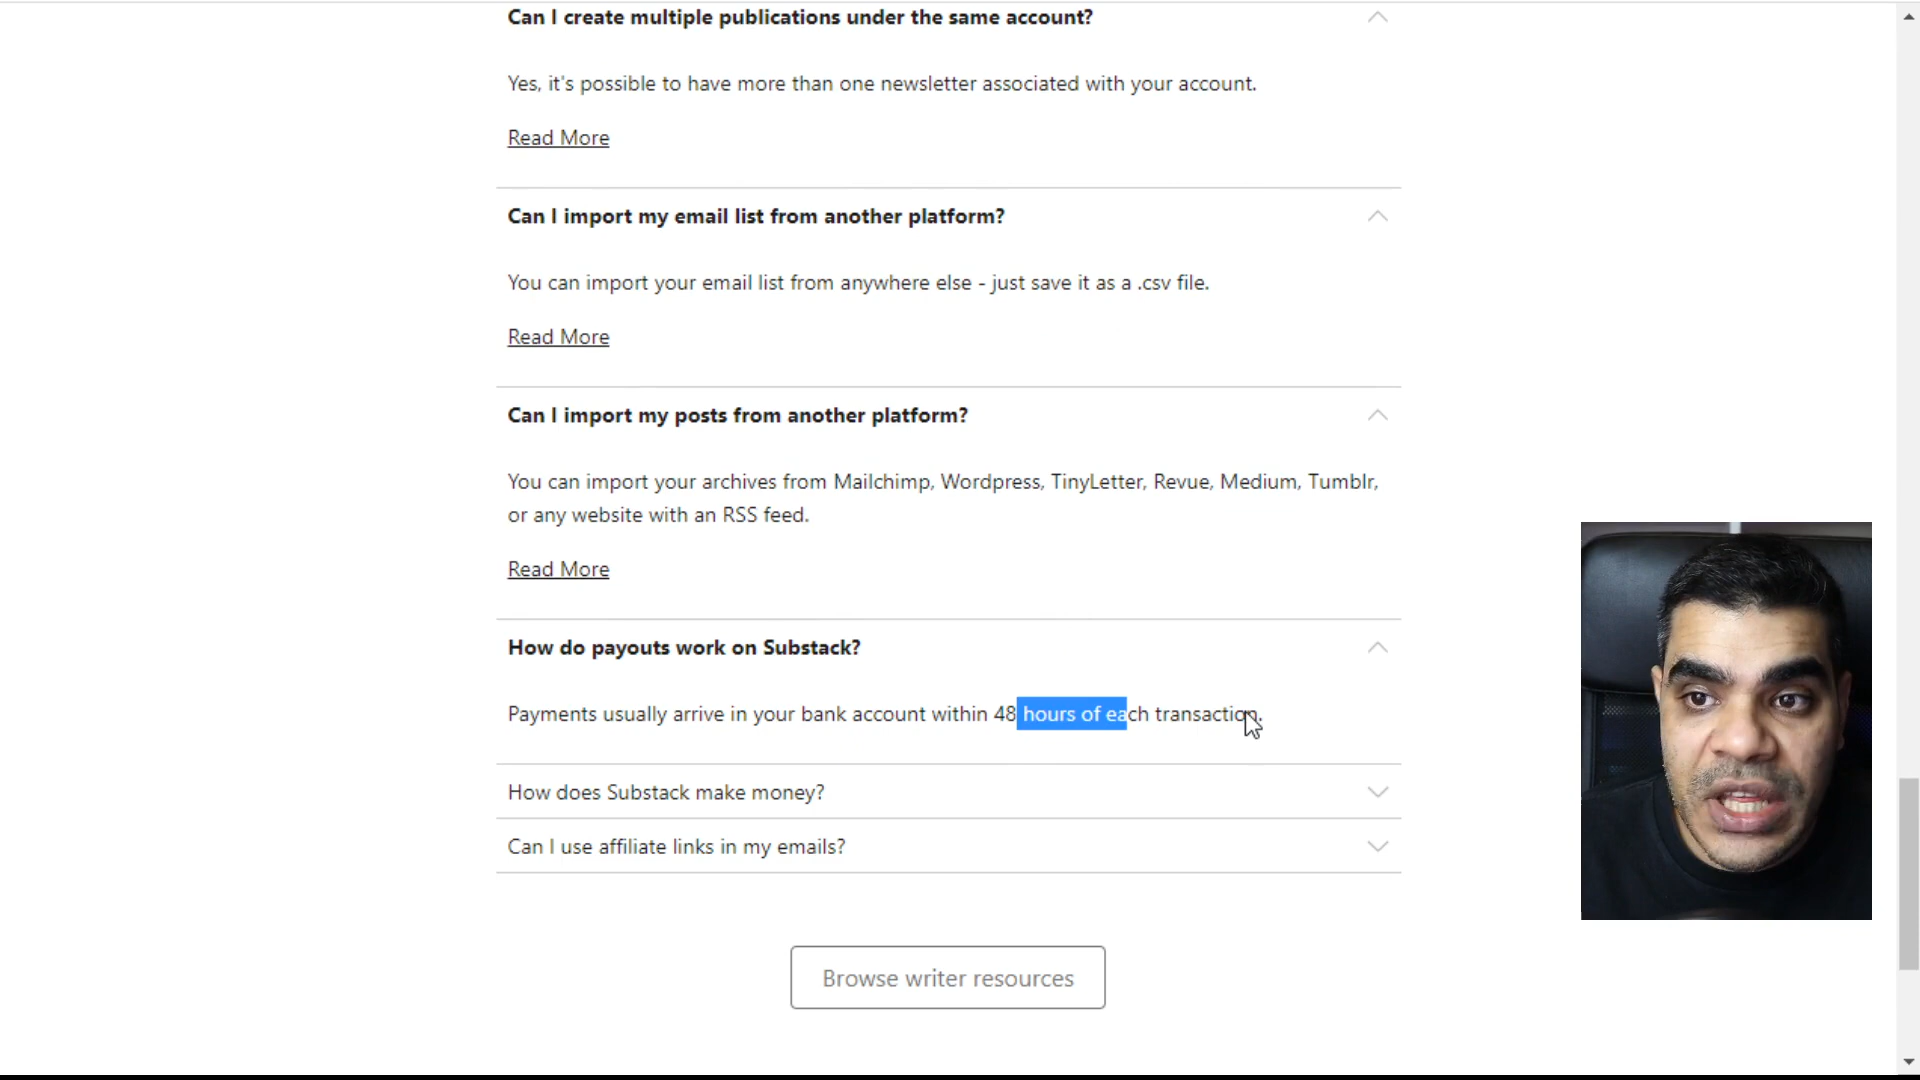 Can I create multiple publications under the same account?
Yes, it's possible to have more than one newsletter associated with your account.
Read More
Can I import my email list from another platform?
You can import your email list from anywhere else - just save it as a .csv file.
Read More
Can I import my posts from another platform?
You can import your archives from Mailchimp, Wordpress, TinyLetter, Revue, Medium, Tumblr,
or any website with an RSS feed.
Read More
How do payouts work on Substack?
Payments usually arrive in your bank account within 48 hours of each transaction.
How does Substack make money?
Can I use affiliate links in my emails?
Browse writer resources